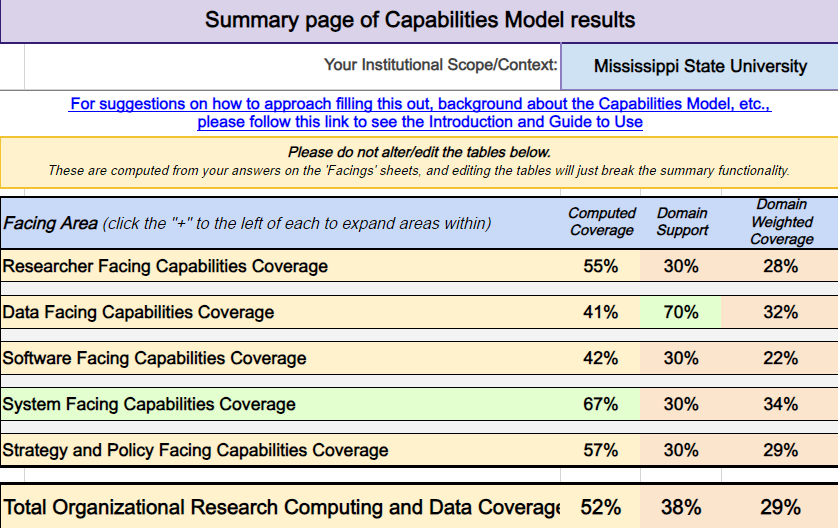 Summary page of Capabilities Model results
Your Institutional Scope/Context: Mississippi State University
For suggestions on how to approach filling this out, background about the Capabilities Model, etc.,
please follow this link to see the Introduction and Guide to Use
Please do not alter/edit the tables below.
These are computed from your answers on the 'Facings' sheets, and editing the tables will just break the summary functionality.
Facing Area (click the "+" to the left of each to expand areas within)
Computed
Coverage
Domain
Support
Domain
Weighted
Coverage
Researcher Facing Capabilities Coverage 55% 30% 28%
Data Facing Capabilities Coverage 41% 70% 32%
Software Facing Capabilities Coverage 42% 30% 22%
System Facing Capabilities Coverage 67% 30% 34%
Strategy and Policy Facing Capabilities Coverage 57% 30% 29%
Total Organizational Research Computing and Data Coverage 52% 38% 29%